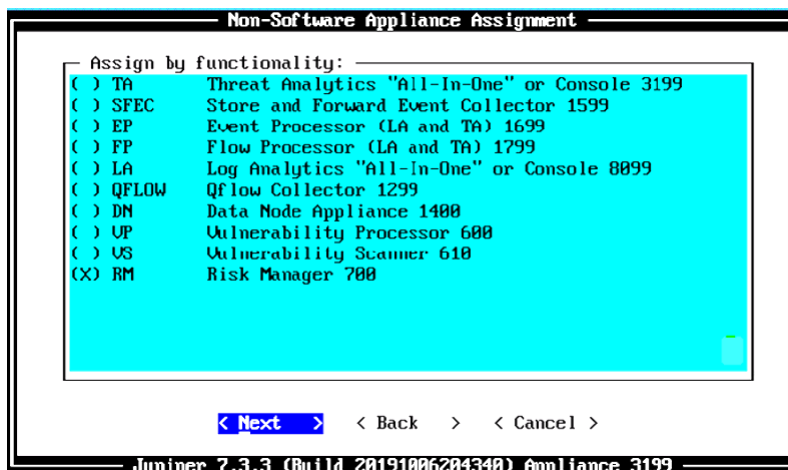 Non-Software Appliance Assignment
Assign by functionality:
( ) TA Threat Analytics "All-In-One" or Console 3199
( ) SFEC Store and Forward Event Collector 1599
( ) EP Event Processor (LA and TA) 1699
( ) FP Flow Processor (LA and TA) 1799
( ) LA Log Analytics "All-In-One" or Console 8099
( ) QFLOW Qflow Collector 1299
( ) DN Data Node Appliance 1400
( ) VP Vulnerability Processor 600
( ) VS Vulnerability Scanner 610
(X) RM Risk Manager 700
< Next > < Back > < Cancel >
Juniper 7.3.3 (Build 20191006204340) Appliance 3199